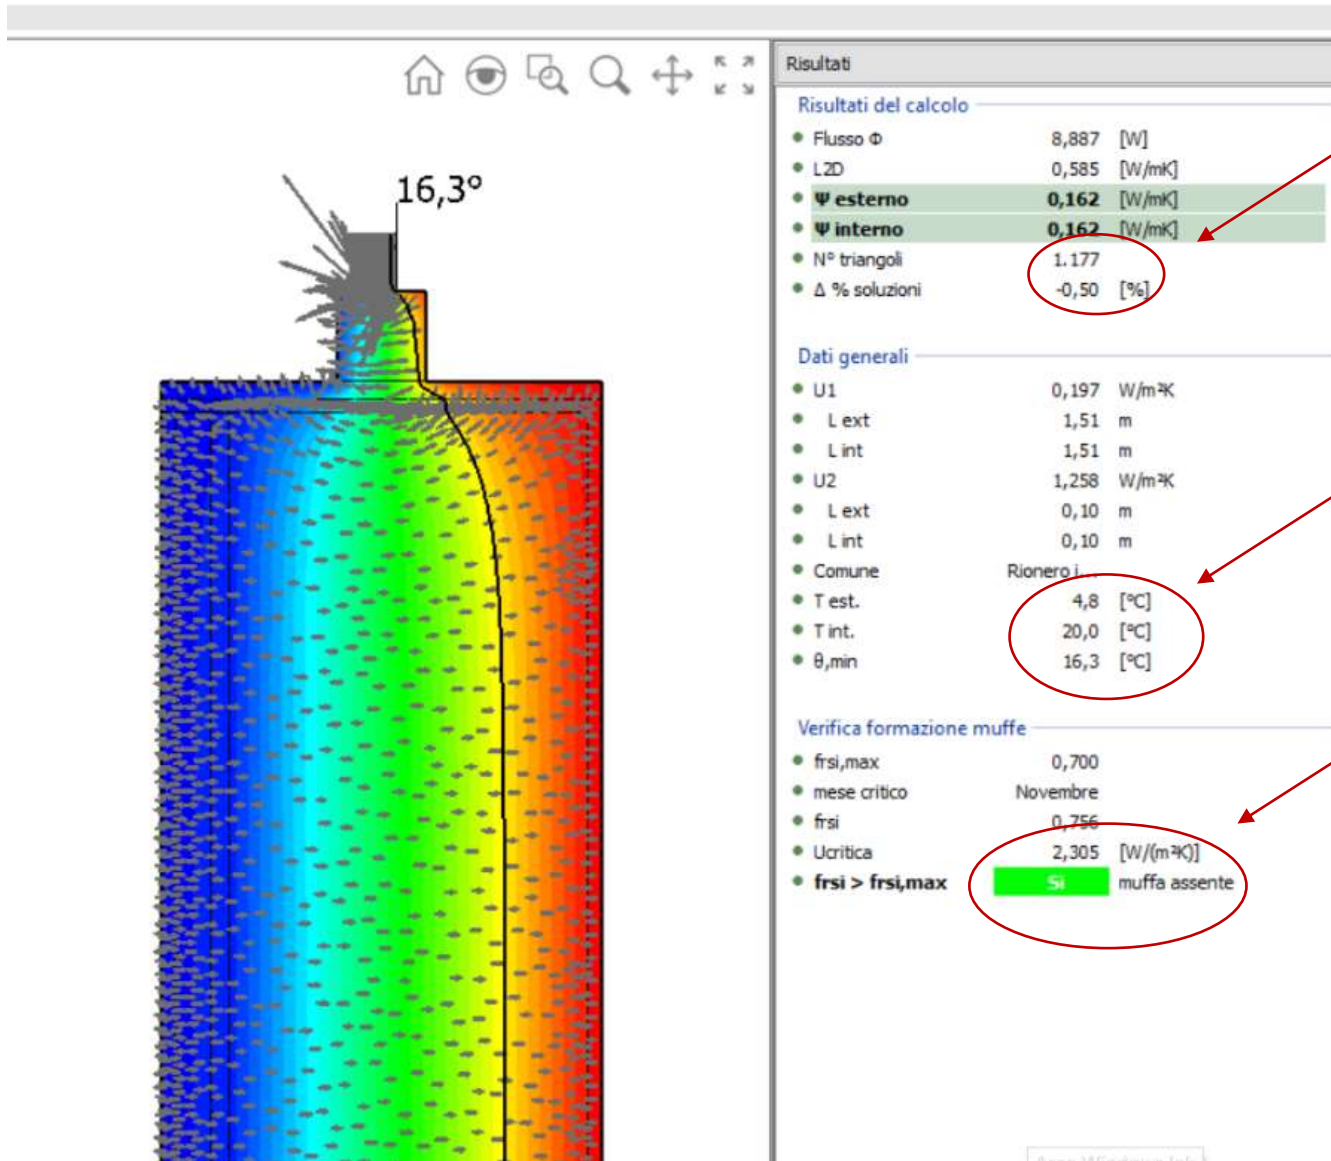 16,3°
Risultati
Risultati del calcolo
Flusso Φ 8,887 [W]
L2D 0,585 [W/mK]
Ψ esterno 0,162 [W/mK]
Ψ interno 0,162 [W/mK]
N° triangoli 1.177
Δ % soluzioni -0,50 [%]
Dati generali
U1 0,197 W/m²K
L ext 1,51 m
L int 1,51 m
U2 1,258 W/m²K
L ext 0,10 m
L int 0,10 m
Comune Rionero i...
T est. 4,8 [°C]
T int. 20,0 [°C]
θ,min 16,3 [°C]
Verifica formazione muffe
frsi,max 0,700
mese critico Novembre
frsi 0,756
Ucritica 2,305 [W/(m²K)]
frsi > frsi,max Si muffa assente